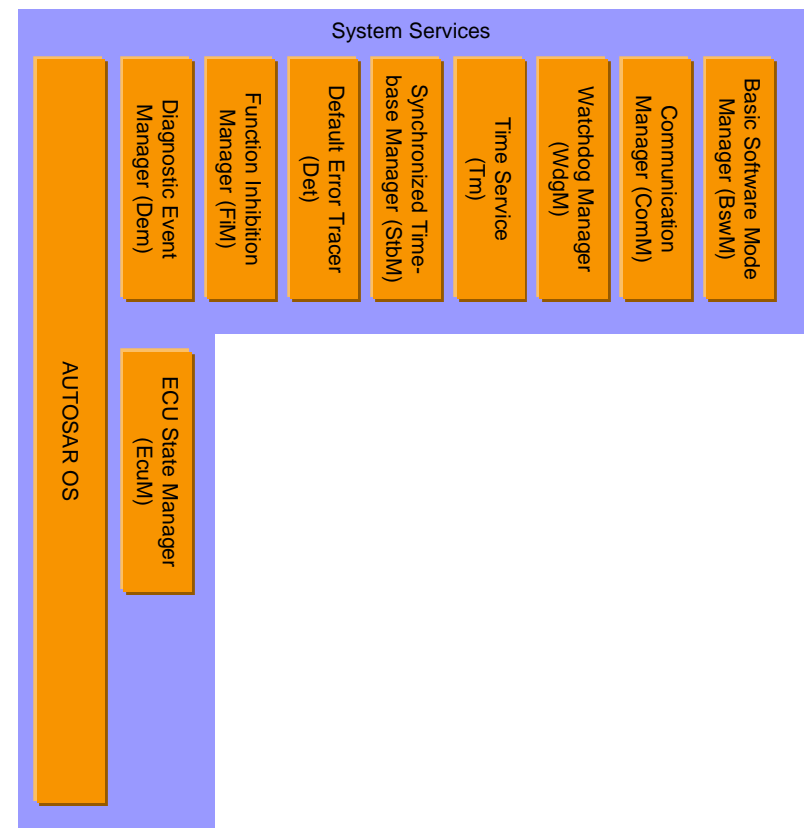 System Services
AUTOSAR OS
Diagnostic Event
Manager (Dem)
Function Inhibition
Manager (FiM)
Default Error Tracer
(Det)
Synchronized Time-
base Manager (StbM)
Time Service
(Tm)
Watchdog Manager
(WdgM)
Communication
Manager (ComM)
Basic Software Mode
Manager (BswM)
ECU State Manager
(EcuM)